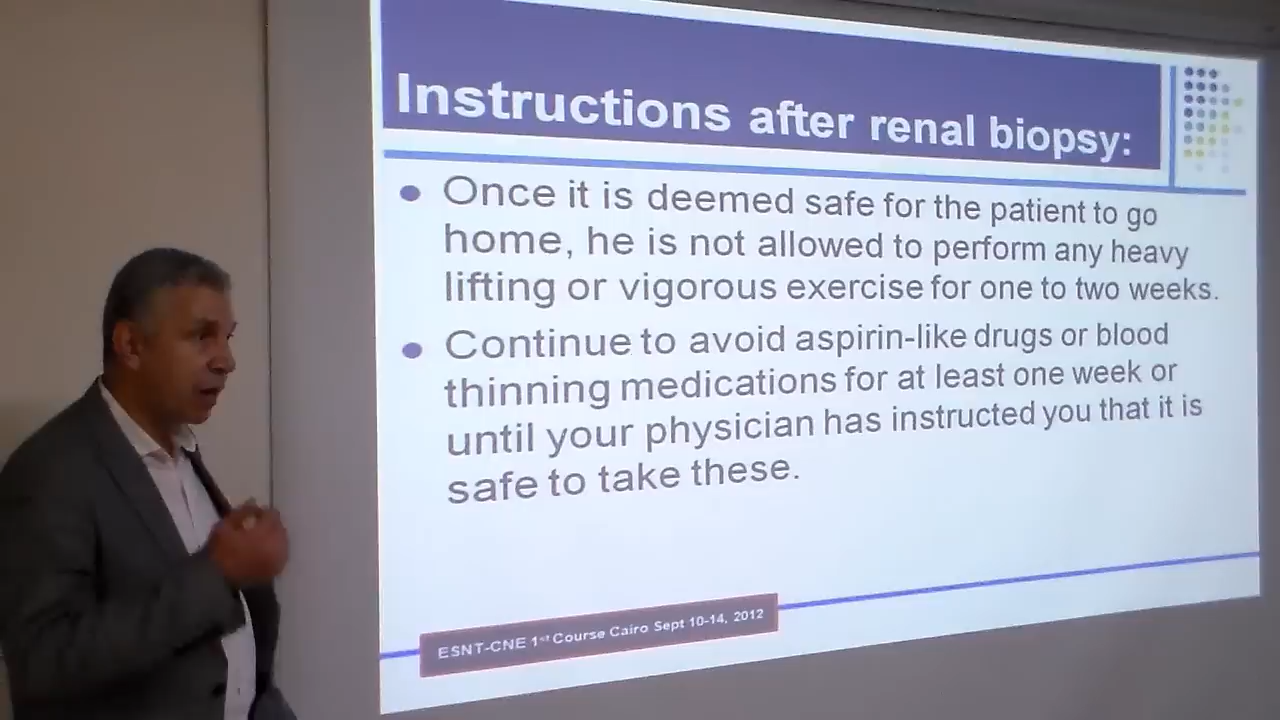 Instructions after renal biopsy:
Once it is deemed safe for the patient to go
home, he is not allowed to perform any heavy
lifting or vigorous exercise for one to two weeks.
Continue to avoid aspirin-like drugs or blood
thinning medications for at least one week or
until your physician has instructed you that it is
safe to take these.
ESNT-CNE 1st Course Cairo Sept 10-14, 2012